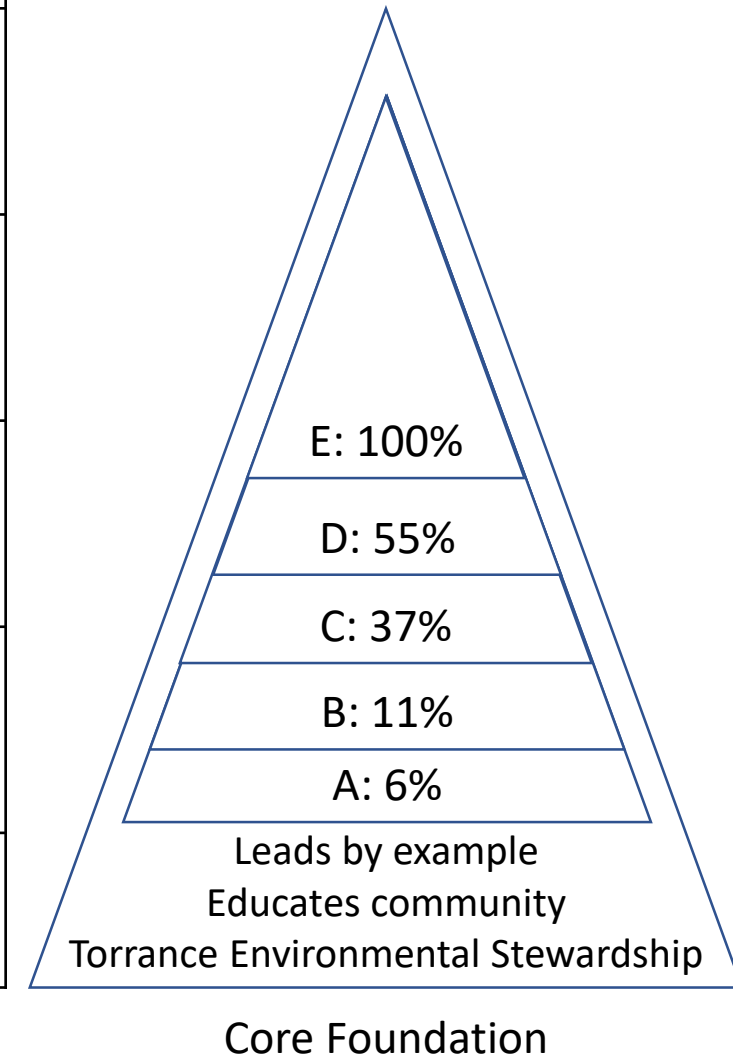 E: 100%
D: 55%
C: 37%
B: 11%
A: 6%
Leads by example
Educates community
Torrance Environmental Stewardship
Core Foundation